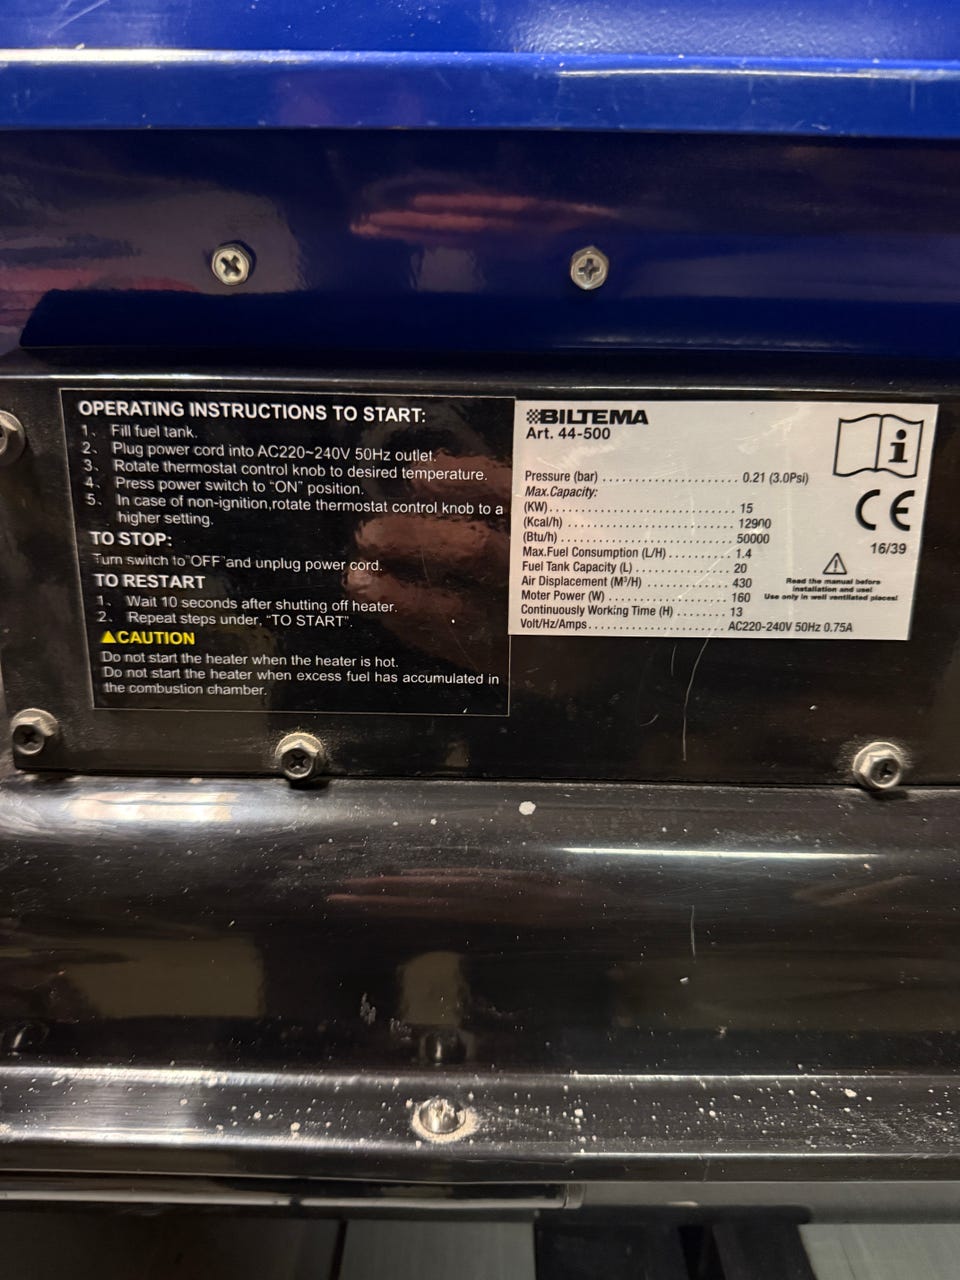 OPERATING INSTRUCTIONS TO START:
1、 Fill fuel tank.
2、 Plug power cord into AC220~240V 50Hz outlet.
3、 Rotate thermostat control knob to desired temperature.
4、 Press power switch to “ON” position.
5、 In case of non-ignition,rotate thermostat control knob to a
higher setting.
TO STOP:
Turn switch to“OFF”and unplug power cord.
TO RESTART
1、 Wait 10 seconds after shutting off heater.
2、 Repeat steps under, “TO START”.
CAUTION
Do not start the heater when the heater is hot.
Do not start the heater when excess fuel has accumulated in
the combustion chamber.
BILTEMA
Art. 44-500
Pressure (bar) ...................... 0.21 (3.0Psi)
Max.Capacity:
(KW)................................ 15
(Kcal/h) ............................ 12900
(Btu/h) ............................. 50000
Max.Fuel Consumption (L/H)........... 1.4
Fuel Tank Capacity (L) ................ 20
Air Displacement (M³/H) .............. 430
Motor Power (W) .................... 160
Continuously Working Time (H) ........ 13
Volt/Hz/Amps....................... AC220-240V 50Hz 0.75A
i
CE
16/39
Read the manual before
installation and use!
Use only in well ventilated places!